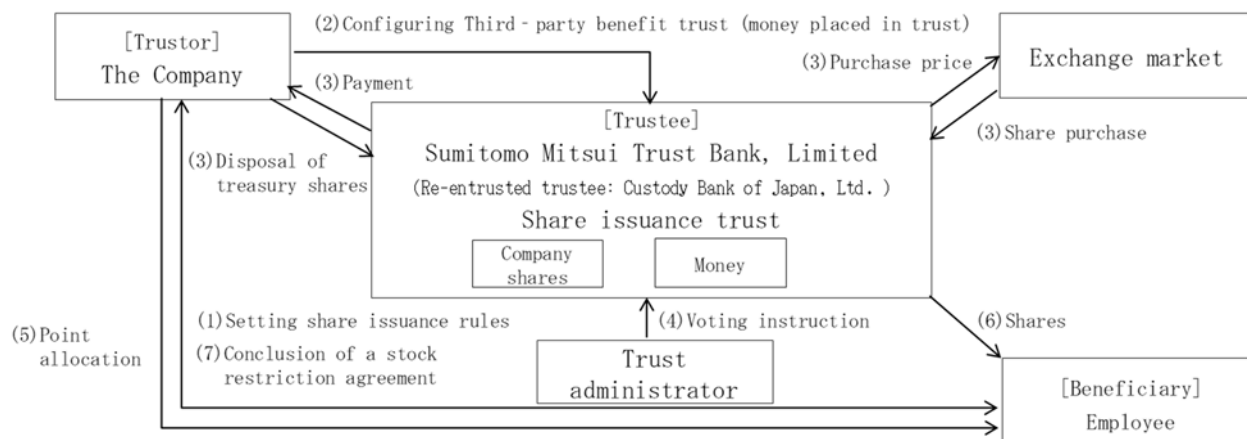 (2)Configuring Third‐party benefit trust (money placed in trust)
[Trustor]
The Company
(3)Payment
(3)Purchase price
Exchange market
[Trustee]
(3)Share purchase
Sumitomo Mitsui Trust Bank, Limited
(3)Disposal of
treasury shares
(Re-entrusted trustee: Custody Bank of Japan, Ltd. )
Share issuance trust
Company
shares
Money
(1)Setting share issuance rules
(4)Voting instruction
(6)Shares
(5)Point
allocation
(7)Conclusion of a stock
restriction agreement
Trust
administrator
[Beneficiary]
Employee